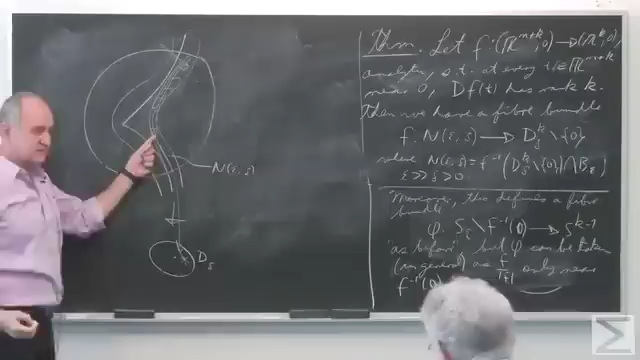 N(ε, δ)
D_δ
Thm. Let f: (ℝ^{n+k}, 0) → (ℝ^k, 0)
analytic, s.t. at every t ∈ ℝ^{n+k}
near 0, Df(t) has rank k.
Then we have a fibre bundle
f: N(ε, δ) → D_δ^k \ {0}
where N(ε, δ) = f^{-1}(D_δ^k \ {0}) ∩ B_ε
ε >> δ > 0.
Moreover, this defines a fibre
bundle
φ: S_ε \ f^{-1}(0) → S^{k-1}
"as before" but φ can be taken
(in general) as f/|f| only near
f^{-1}(0)
Σ